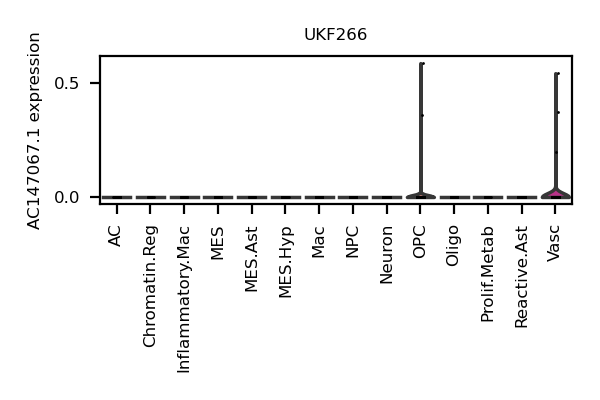 UKF266
AC147067.1 expression
0.5
0.0
AC
Chromatin.Reg
Inflammatory.Mac
MES
MES.Ast
MES.Hyp
Mac
NPC
Neuron
OPC
Oligo
Prolif.Metab
Reactive.Ast
Vasc